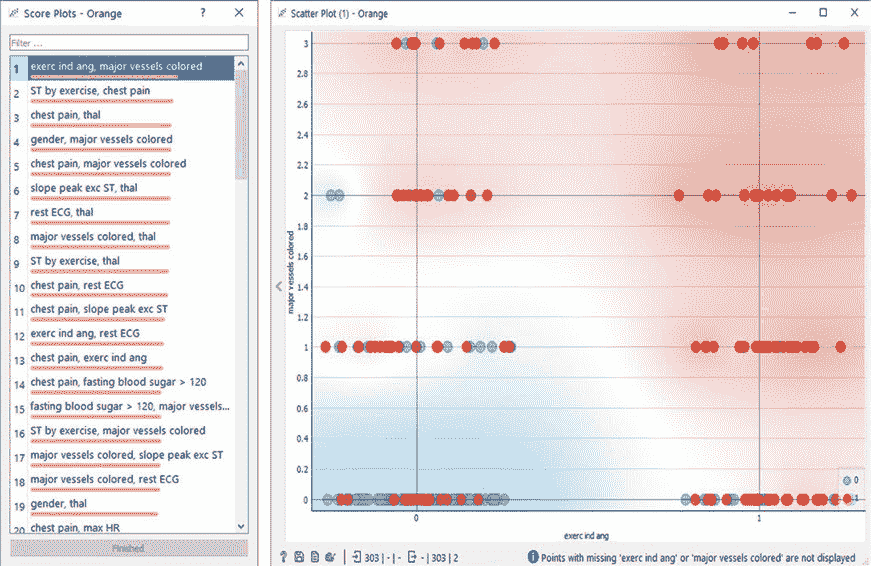 Score Plots - Orange
?
Filter ...
1 exerc ind ang, major vessels colored
2 ST by exercise, chest pain
3 chest pain, thal
4 gender, major vessels colored
5 chest pain, major vessels colored
6 slope peak exc ST, thal
7 rest ECG, thal
8 major vessels colored, thal
9 ST by exercise, thal
10 chest pain, rest ECG
11 chest pain, slope peak exc ST
12 exerc ind ang, rest ECG
13 chest pain, exerc ind ang
14 chest pain, fasting blood sugar > 120
15 fasting blood sugar > 120, major vessels...
16 ST by exercise, major vessels colored
17 major vessels colored, slope peak exc ST
18 major vessels colored, rest ECG
19 gender, thal
20 chest pain, max HR
Finished
Scatter Plot (1) - Orange
3
2.8
2.6
2.4
2.2
2
1.8
1.6
1.4
1.2
1
0.8
0.6
0.4
0.2
0
major vessels colored
0
1
0 1
exerc ind ang
? 303 | - | - - | 303 | 2
Points with missing 'exerc ind ang' or 'major vessels colored' are not displayed